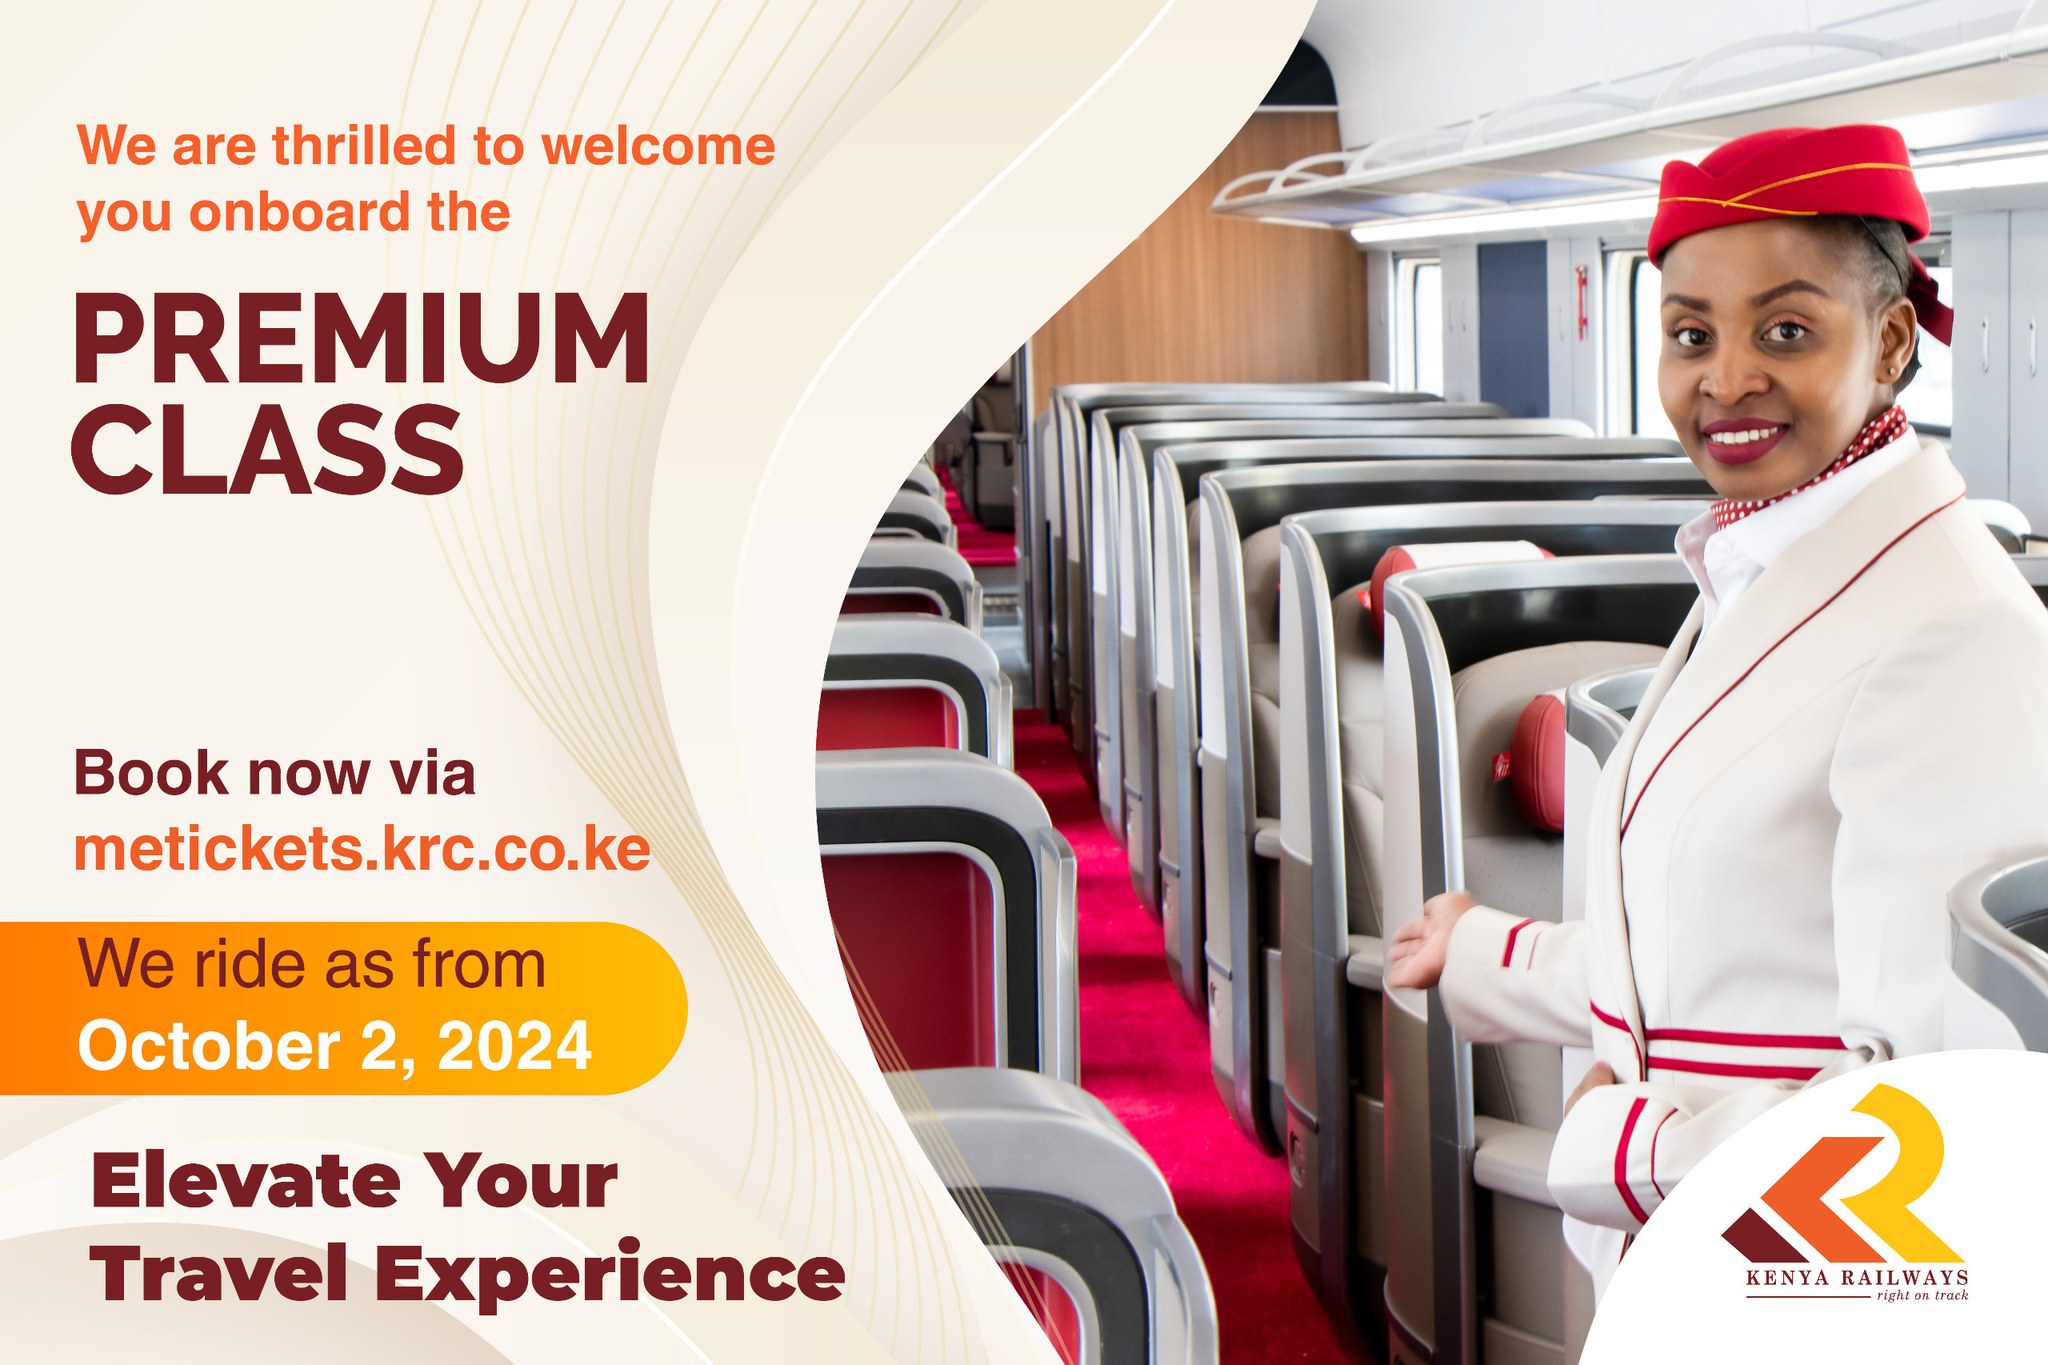 We are thrilled to welcome
you onboard the
PREMIUM
CLASS
Book now via
metickets.krc.co.ke
We ride as from
October 2, 2024
Elevate Your
Travel Experience
KENYA RAILWAYS
right on track